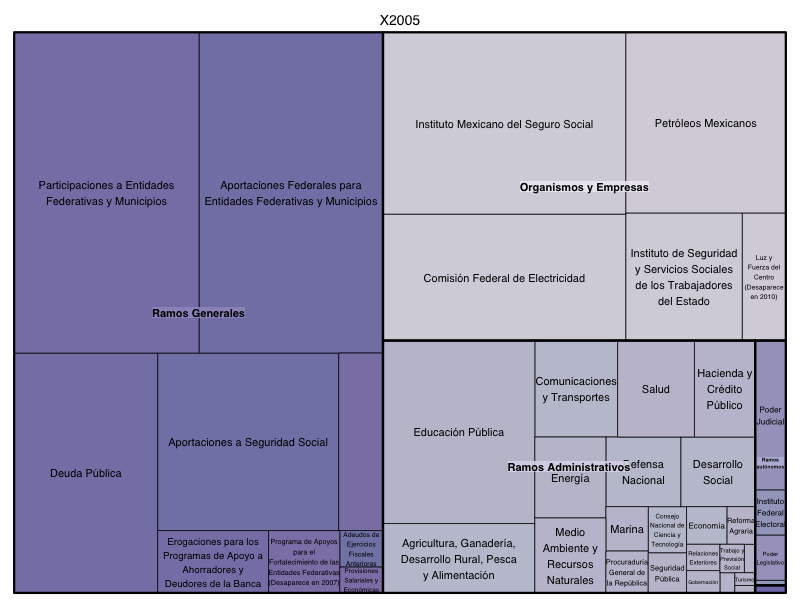 X2005
Participaciones a Entidades
Federativas y Municipios
Aportaciones Federales para
Entidades Federativas y Municipios
Ramos Generales
Deuda Pública
Aportaciones a Seguridad Social
Erogaciones para los
Programas de Apoyo a
Ahorradores y
Deudores de la Banca
Programa de Apoyos
para el
Fortalecimiento de las
Entidades Federativas
(Desaparece en 2007)
Adeudos de
Ejercicios
Fiscales
Anteriores
Provisiones
Salariales y
Económicas
Instituto Mexicano del Seguro Social
Petróleos Mexicanos
Organismos y Empresas
Comisión Federal de Electricidad
Instituto de Seguridad
y Servicios Sociales
de los Trabajadores
del Estado
Luz y
Fuerza del
Centro
(Desaparece
en 2010)
Educación Pública
Comunicaciones
y Transportes
Salud
Hacienda y
Crédito
Público
Ramos Administrativos
Energía
Defensa
Nacional
Desarrollo
Social
Agricultura, Ganadería,
Desarrollo Rural, Pesca
y Alimentación
Medio
Ambiente y
Recursos
Naturales
Marina
Procuraduría
General de
la República
Consejo
Nacional de
Ciencia y
Tecnología
Seguridad
Pública
Economía
Reforma
Agraria
Relaciones
Exteriores
Trabajo y
Previsión
Social
Gobernación
Turismo
Poder
Judicial
Ramos
autónomos
Instituto
Federal
Electoral
Poder
Legislativo